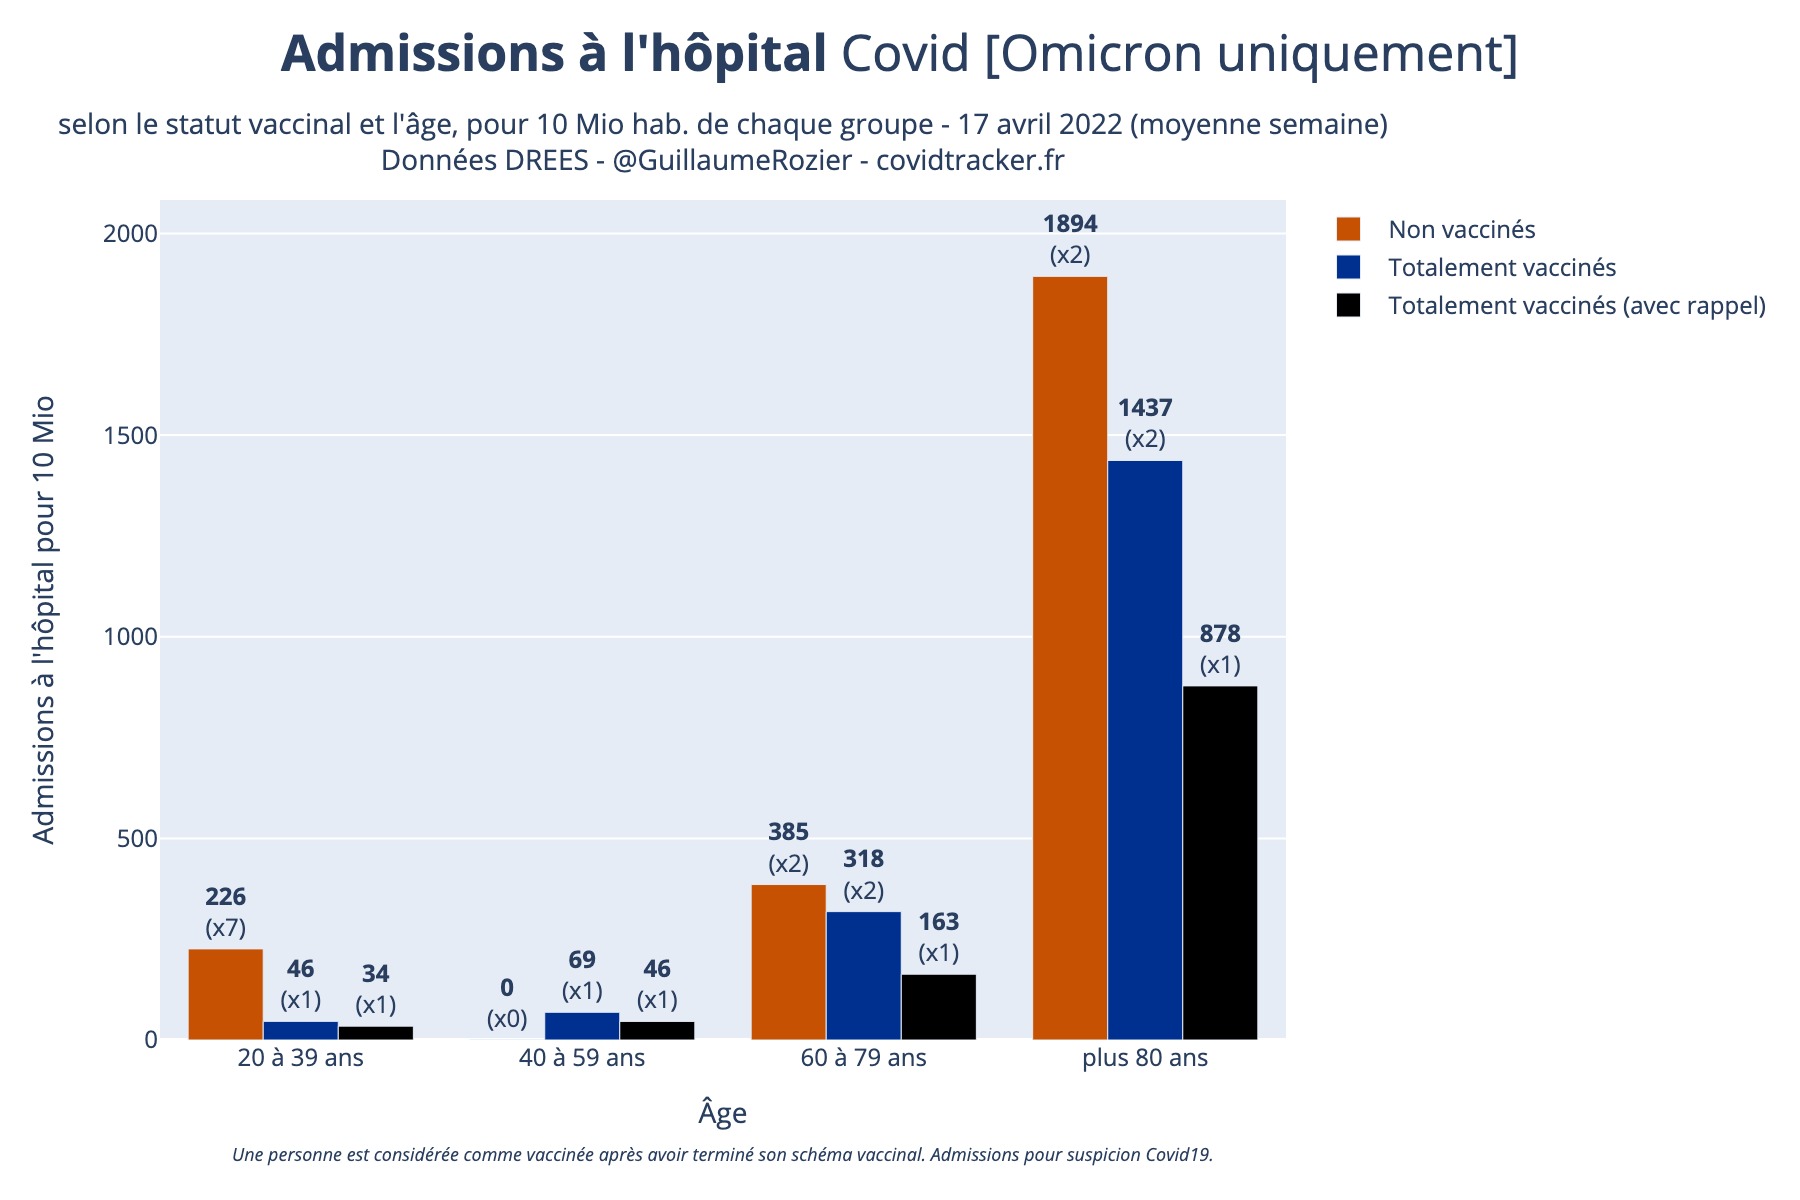 Admissions à l'hôpital Covid [Omicron uniquement]
selon le statut vaccinal et l'âge, pour 10 Mio hab. de chaque groupe - 17 avril 2022 (moyenne semaine)
Données DREES - @GuillaumeRozier - covidtracker.fr
Non vaccinés
Totalement vaccinés
Totalement vaccinés (avec rappel)
Admissions à l'hôpital pour 10 Mio
2000
1500
1000
500
0
226
(x7)
46
(x1)
34
(x1)
0
(x0)
69
(x1)
46
(x1)
385
(x2)
318
(x2)
163
(x1)
1894
(x2)
1437
(x2)
878
(x1)
20 à 39 ans
40 à 59 ans
60 à 79 ans
plus 80 ans
Âge
Une personne est considérée comme vaccinée après avoir terminé son schéma vaccinal. Admissions pour suspicion Covid19.